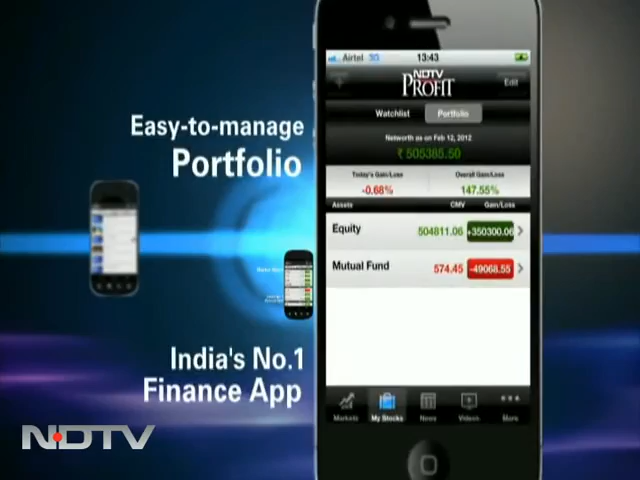 Easy-to-manage
Portfolio
India's No.1
Finance App
NDTV
Airtel 3G 13:43
NDTV
PROFIT
Edit
Watchlist Portfolio
Networth as on Feb 12, 2012
₹ 505385.50
Today's Gain/Loss Overall Gain/Loss
-0.68% 147.55%
Assets CMV Gain/Loss
Equity 504811.06 +350300.06
Mutual Fund 574.45 -49068.55
Markets My Stocks News Videos More